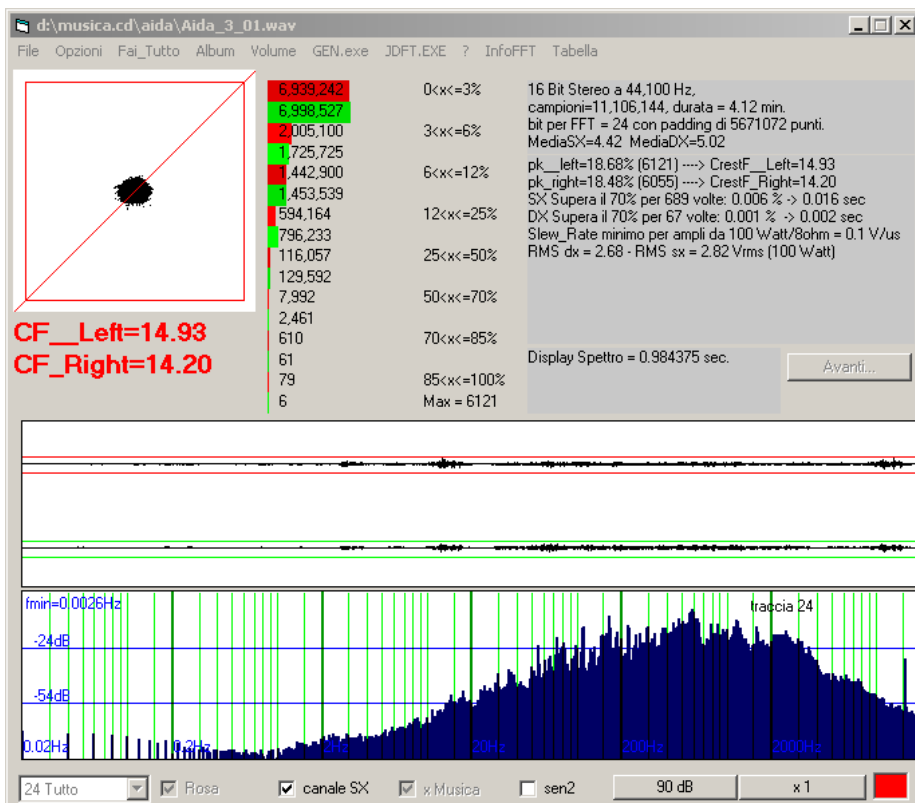 d:\musica.cd\aida\Aida_3_01.wav
File Opzioni Fai_Tutto Album Volume GEN.exe JDFT.EXE ? InfoFFT Tabella
6,939,242 0<x<=3%
6,998,527
2,005,100 3<x<=6%
1,725,725
1,442,900 6<x<=12%
1,453,539
594,164 12<x<=25%
796,233
116,057 25<x<=50%
129,592
7,992 50<x<=70%
2,461
610 70<x<=85%
61
79 85<x<=100%
6 Max = 6121
16 Bit Stereo a 44,100 Hz,
campioni=11,106,144, durata = 4.12 min.
bit per FFT = 24 con padding di 5671072 punti.
MediaSX=4.42 MediaDX=5.02
pk__left=18.68% (6121) ----> CrestF__Left=14.93
pk_right=18.48% (6055) ----> CrestF_Right=14.20
SX Supera il 70% per 689 volte: 0.006 % -> 0.016 sec
DX Supera il 70% per 67 volte: 0.001 % -> 0.002 sec
Slew_Rate minimo per ampli da 100 Watt/8ohm = 0.1 V/us
RMS dx = 2.68 - RMS sx = 2.82 Vrms (100 Watt)
CF__Left=14.93
CF_Right=14.20
Display Spettro = 0.984375 sec.
Avanti...
fmin=0.0026Hz
traccia 24
-24dB
-54dB
0.02Hz 0.2Hz 2Hz 20Hz 200Hz 2000Hz
24 Tutto Rosa canale SX x Musica sen2 90 dB x 1